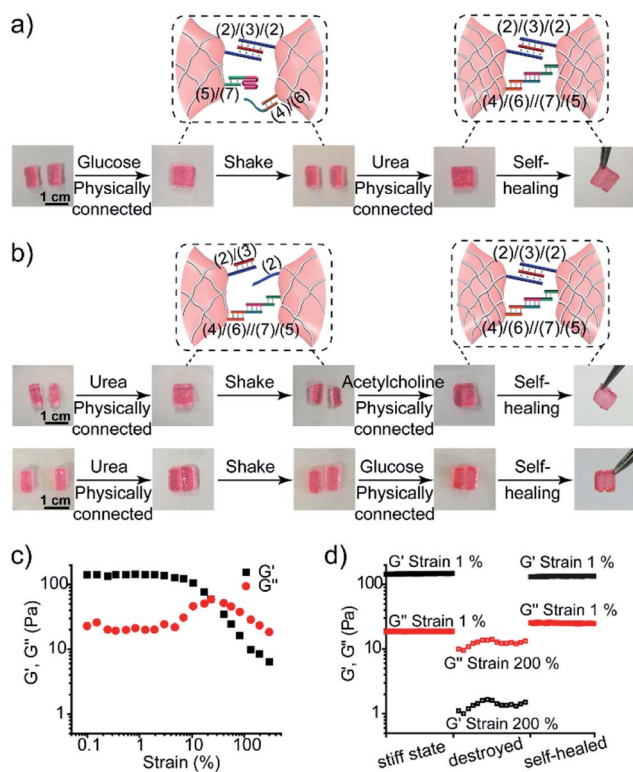 a)
(2)/(3)/(2)
(5)/(7)
(4)/(6)
(2)/(3)/(2)
(4)/(6)//(7)/(5)
Glucose
Physically
connected
Shake
Urea
Physically
connected
Self-
healing
1 cm
b)
(2)/(3)
(2)
(4)/(6)//(7)/(5)
(2)/(3)/(2)
(4)/(6)//(7)/(5)
Urea
Physically
connected
Shake
Acetylcholine
Physically
connected
Self-
healing
1 cm
Urea
Physically
connected
Shake
Glucose
Physically
connected
Self-
healing
1 cm
c)
G', G'' (Pa)
100
10
1
G'
G''
0.1 1 10 100
Strain (%)
d)
G', G'' (Pa)
100
10
1
G' Strain 1 %
G' Strain 1 %
G'' Strain 1 %
G'' Strain 1 %
G'' Strain 200 %
G' Strain 200 %
stiff state
destroyed
self-healed